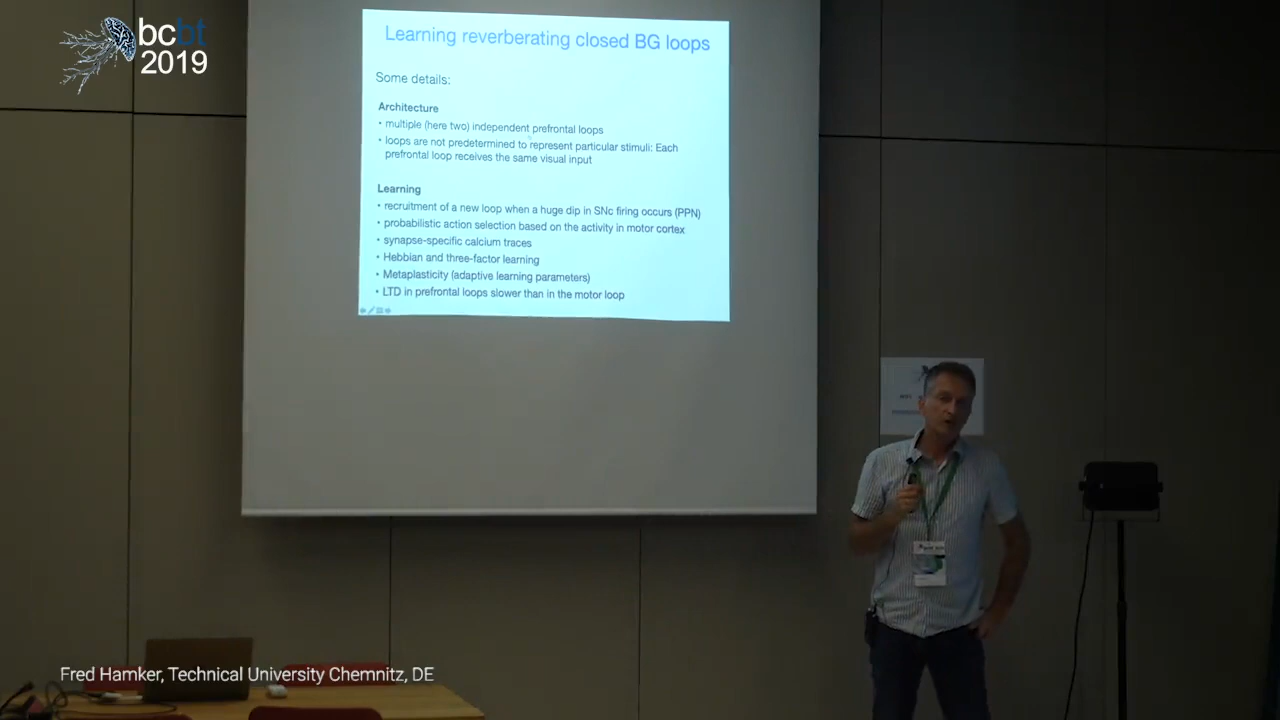 bcbt
2019
Learning reverberating closed BG loops
Some details:
Architecture
• multiple (here two) independent prefrontal loops
• loops are not predetermined to represent particular stimuli: Each
prefrontal loop receives the same visual input
Learning
• recruitment of a new loop when a huge dip in SNc firing occurs (PPN)
• probabilistic action selection based on the activity in motor cortex
• synapse-specific calcium traces
• Hebbian and three-factor learning
• Metaplasticity (adaptive learning parameters)
• LTD in prefrontal loops slower than in the motor loop
Fred Hamker, Technical University Chemnitz, DE